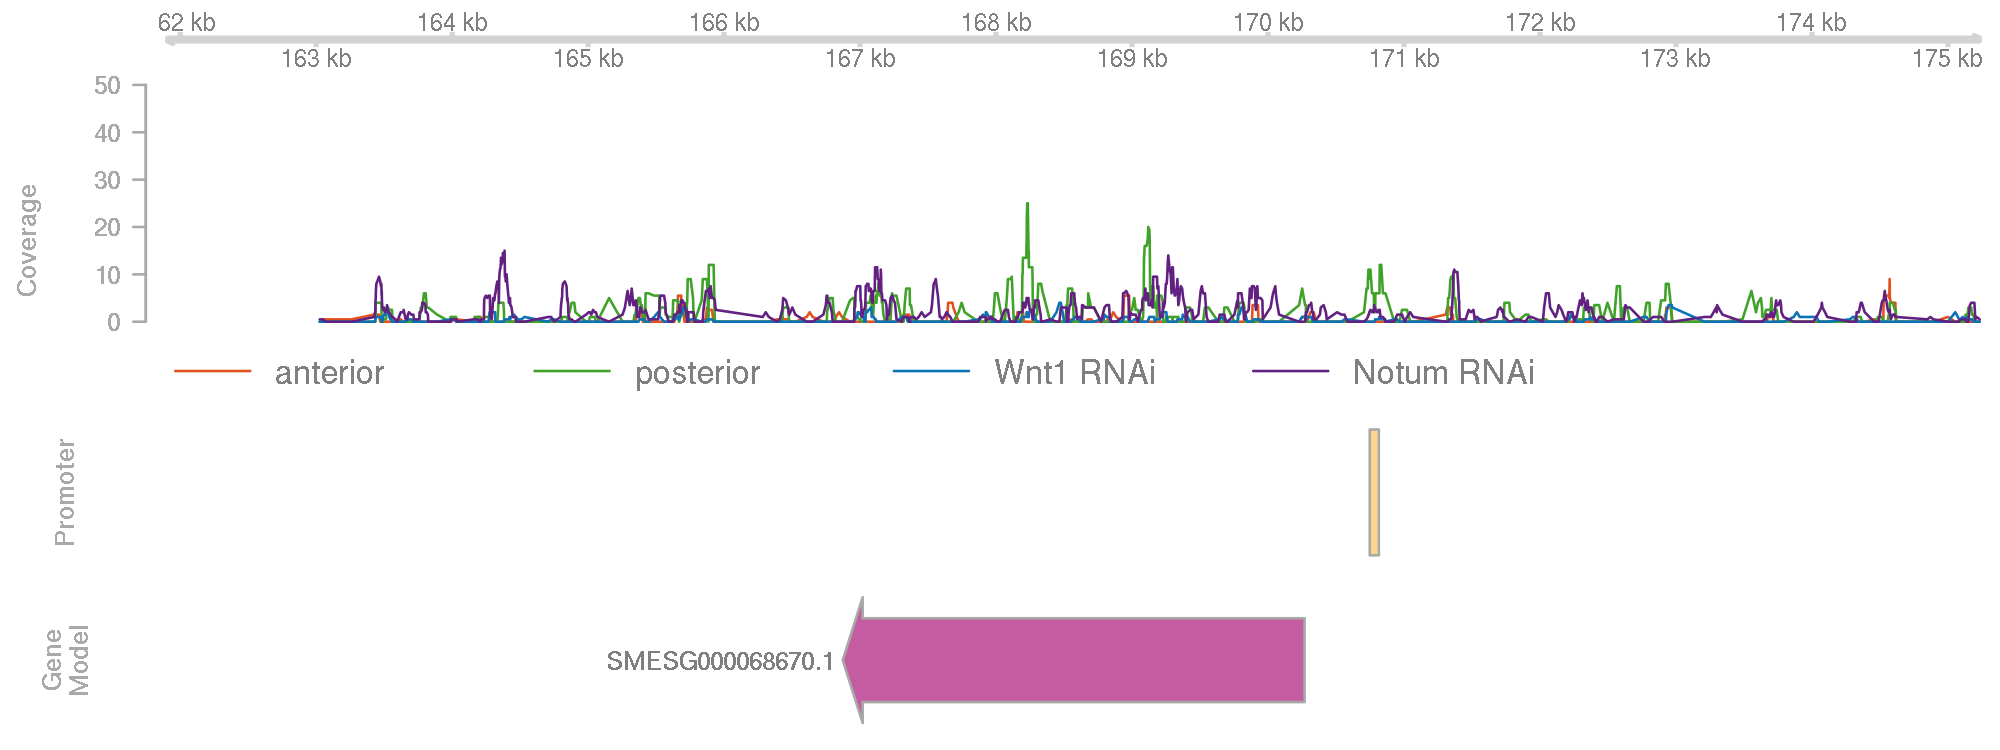 62 kb 164 kb 166 kb 168 kb 170 kb 172 kb 174 kb
163 kb 165 kb 167 kb 169 kb 171 kb 173 kb 175 kb
50
40
30
20
10
0
Coverage
anterior posterior Wnt1 RNAi Notum RNAi
Promoter
Gene
Model
SMESG000068670.1